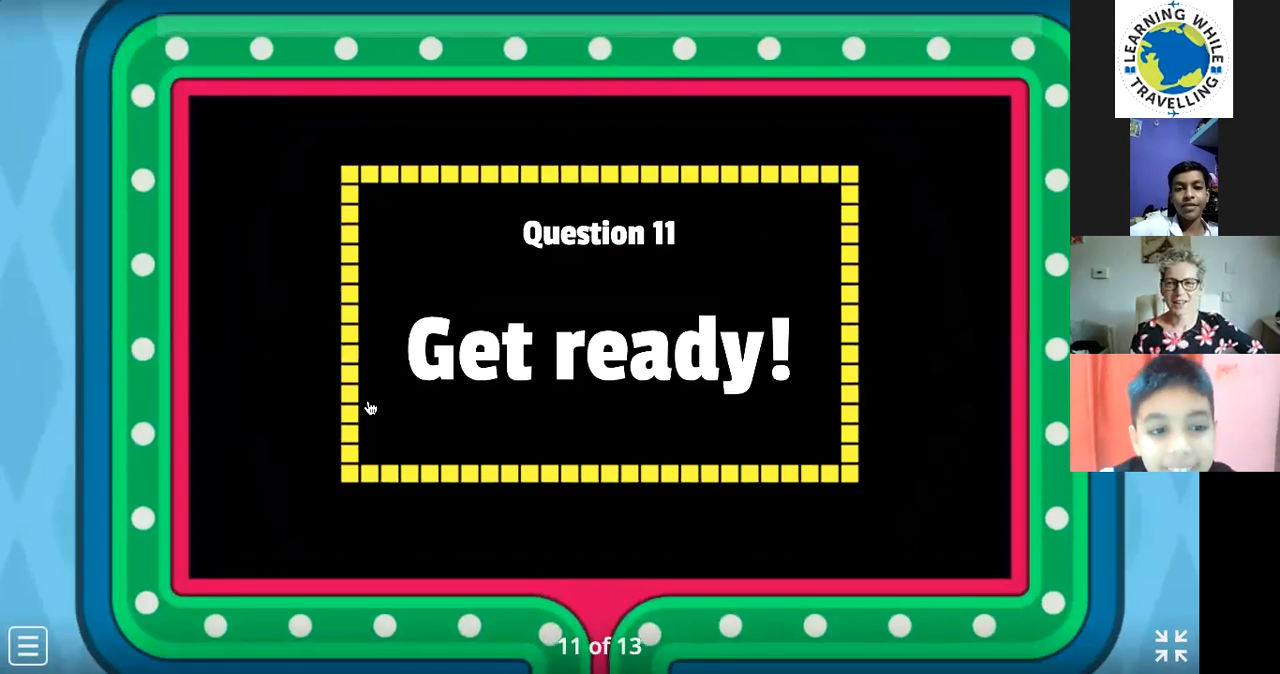 Question 11
Get ready!
11 of 13
LEARNING WHILE
TRAVELLING